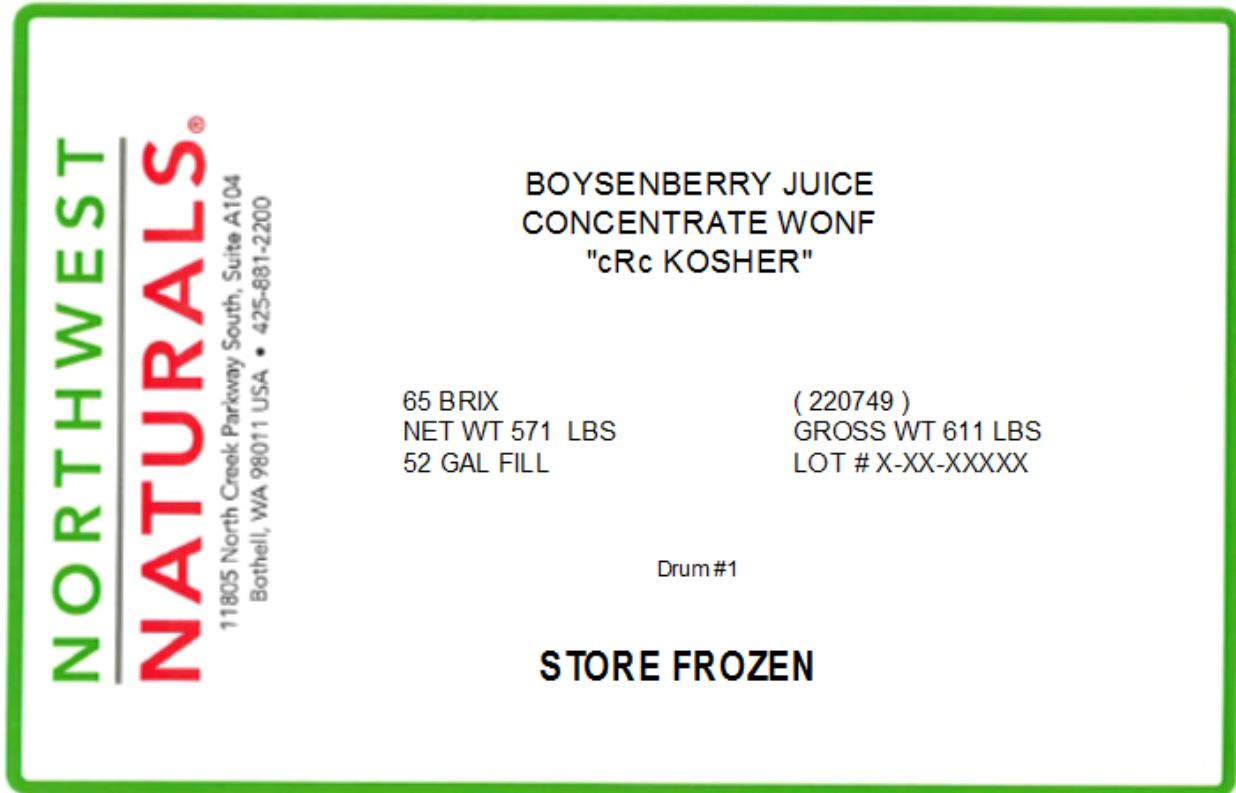 NORTHWEST
NATURALS®
11805 North Creek Parkway South, Suite A104
Bothell, WA 98011 USA • 425-881-2200
BOYSENBERRY JUICE
CONCENTRATE WONF
"cRc KOSHER"
65 BRIX
NET WT 571 LBS
52 GAL FILL
( 220749 )
GROSS WT 611 LBS
LOT # X-XX-XXXXX
Drum #1
STORE FROZEN